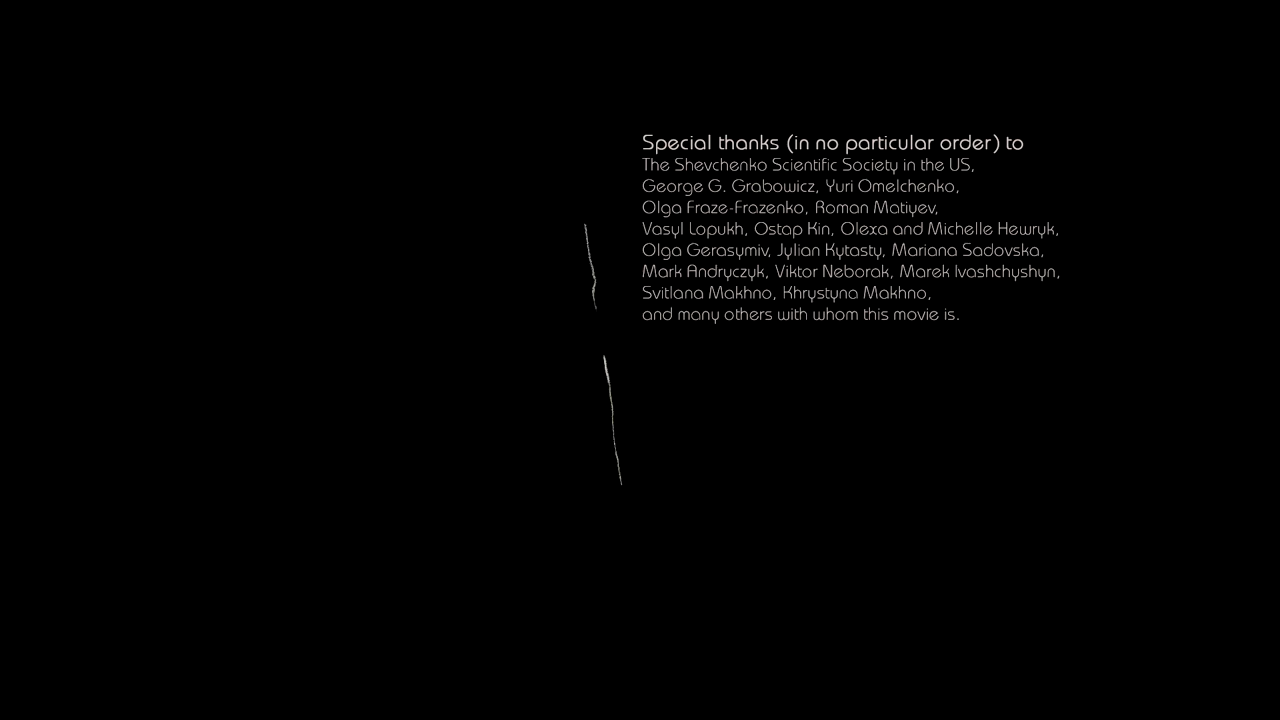 Special thanks (in no particular order) to
The Shevchenko Scientific Society in the US,
George G. Grabowicz, Yuri Omelchenko,
Olga Fraze-Frazenko, Roman Matiyev,
Vasyl Lopukh, Ostap Kin, Olexa and Michelle Hewryk,
Olga Gerasymiv, Jylian Kytasty, Mariana Sadovska,
Mark Andryczyk, Viktor Neborak, Marek Ivashchyshyn,
Svitlana Makhno, Khrystyna Makhno,
and many others with whom this movie is.